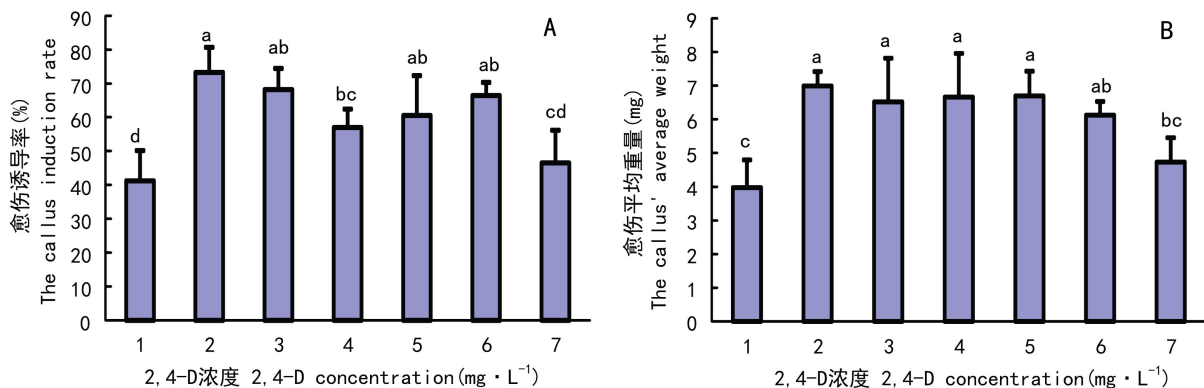 A
愈伤诱导率(%)
The callus induction rate
90
80
70
60
50
40
30
20
10
0
d
a
ab
bc
ab
ab
cd
1 2 3 4 5 6 7
2,4-D浓度 2,4-D concentration(mg·L⁻¹)
B
愈伤平均重量(mg)
The callus' average weight
9
8
7
6
5
4
3
2
1
0
c
a
a
a
a
ab
bc
1 2 3 4 5 6 7
2,4-D浓度 2,4-D concentration(mg·L⁻¹)